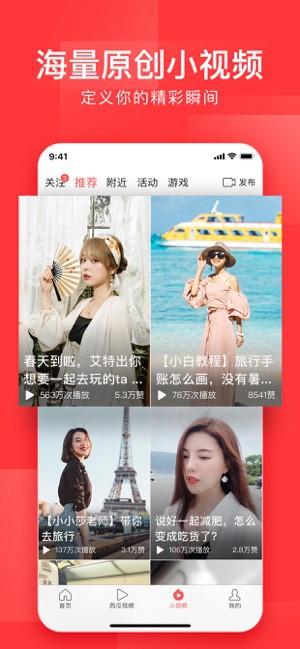 海量原创小视频
定义你的精彩瞬间
9:41
关注 3 推荐 附近 活动 游戏 发布
春天到啦，艾特出你
想要一起去玩的ta ...
563万次播放 5.3万赞
【小白教程】旅行手
账怎么画，没有暑...
78万次播放 8541赞
【小小莎老师】带你
去旅行
137万次播放 3.1万赞
说好一起减肥，怎么
变成吃货了？
106万次播放 2.8万赞
首页 西瓜视频 小视频 我的